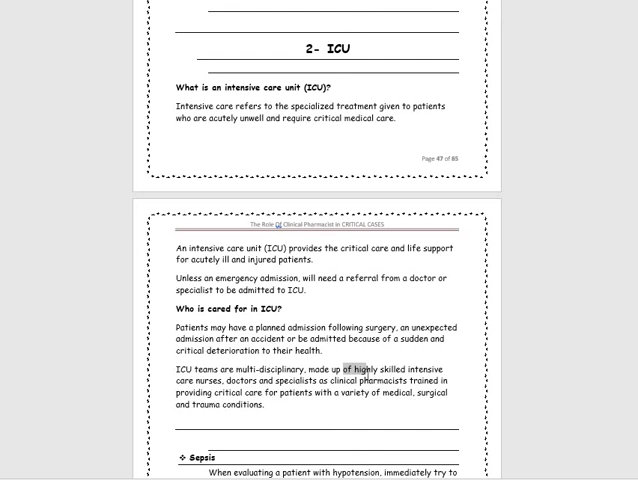 2- ICU
What is an intensive care unit (ICU)?
Intensive care refers to the specialized treatment given to patients
who are acutely unwell and require critical medical care.
Page 47 of 85
The Role Of Clinical Pharmacist in CRITICAL CASES
An intensive care unit (ICU) provides the critical care and life support
for acutely ill and injured patients.
Unless an emergency admission, will need a referral from a doctor or
specialist to be admitted to ICU.
Who is cared for in ICU?
Patients may have a planned admission following surgery, an unexpected
admission after an accident or be admitted because of a sudden and
critical deterioration to their health.
ICU teams are multi-disciplinary, made up of highly skilled intensive
care nurses, doctors and specialists as clinical pharmacists trained in
providing critical care for patients with a variety of medical, surgical
and trauma conditions.
❖ Sepsis
When evaluating a patient with hypotension, immediately try to